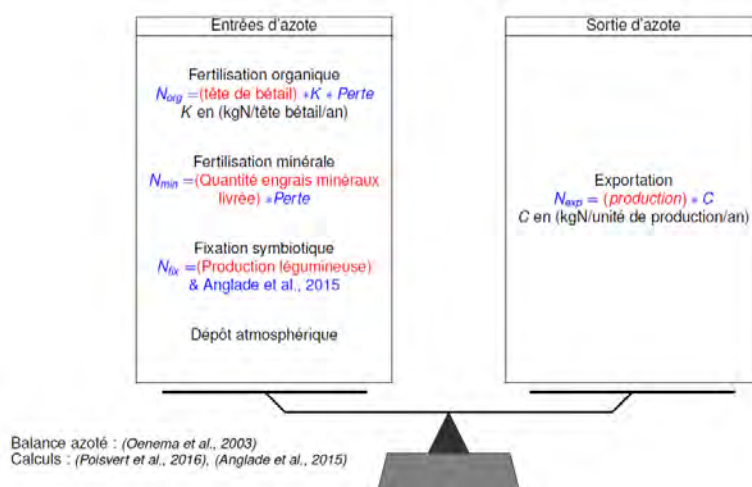 Entrées d'azote
Fertilisation organique
N_org =(tête de bétail) *K * Perte
K en (kgN/tête bétail/an)
Fertilisation minérale
N_min =(Quantité engrais minéraux
livrée) *Perte
Fixation symbiotique
N_fix =(Production légumineuse)
& Anglade et al., 2015
Dépôt atmosphérique
Sortie d'azote
Exportation
N_exp = (production) * C
C en (kgN/unité de production/an)
Balance azoté : (Oenema et al., 2003)
Calculs : (Poisvert et al., 2016), (Anglade et al., 2015)